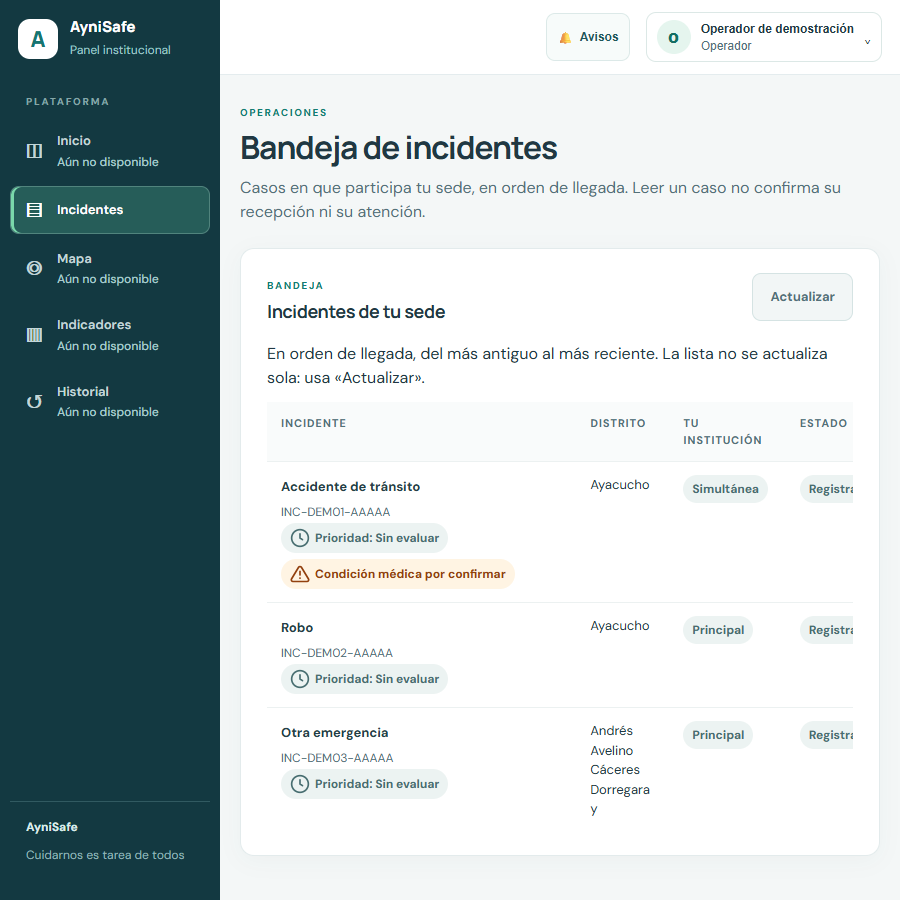 A
AyniSafe
Panel institucional
PLATAFORMA
Inicio
Aún no disponible
Incidentes
Mapa
Aún no disponible
Indicadores
Aún no disponible
Historial
Aún no disponible
AyniSafe
Cuidarnos es tarea de todos
Avisos
O
Operador de demostración
Operador
OPERACIONES
Bandeja de incidentes
Casos en que participa tu sede, en orden de llegada. Leer un caso no confirma su
recepción ni su atención.
BANDEJA
Incidentes de tu sede
Actualizar
En orden de llegada, del más antiguo al más reciente. La lista no se actualiza
sola: usa «Actualizar».
INCIDENTE DISTRITO TU INSTITUCIÓN ESTADO
Accidente de tránsito Ayacucho Simultánea Registra
INC-DEMO1-AAAAA
Prioridad: Sin evaluar
Condición médica por confirmar
Robo Ayacucho Principal Registra
INC-DEMO2-AAAAA
Prioridad: Sin evaluar
Otra emergencia Principal Registra
INC-DEMO3-AAAAA
Prioridad: Sin evaluar
Andrés
Avelino
Cáceres
Dorregara
y